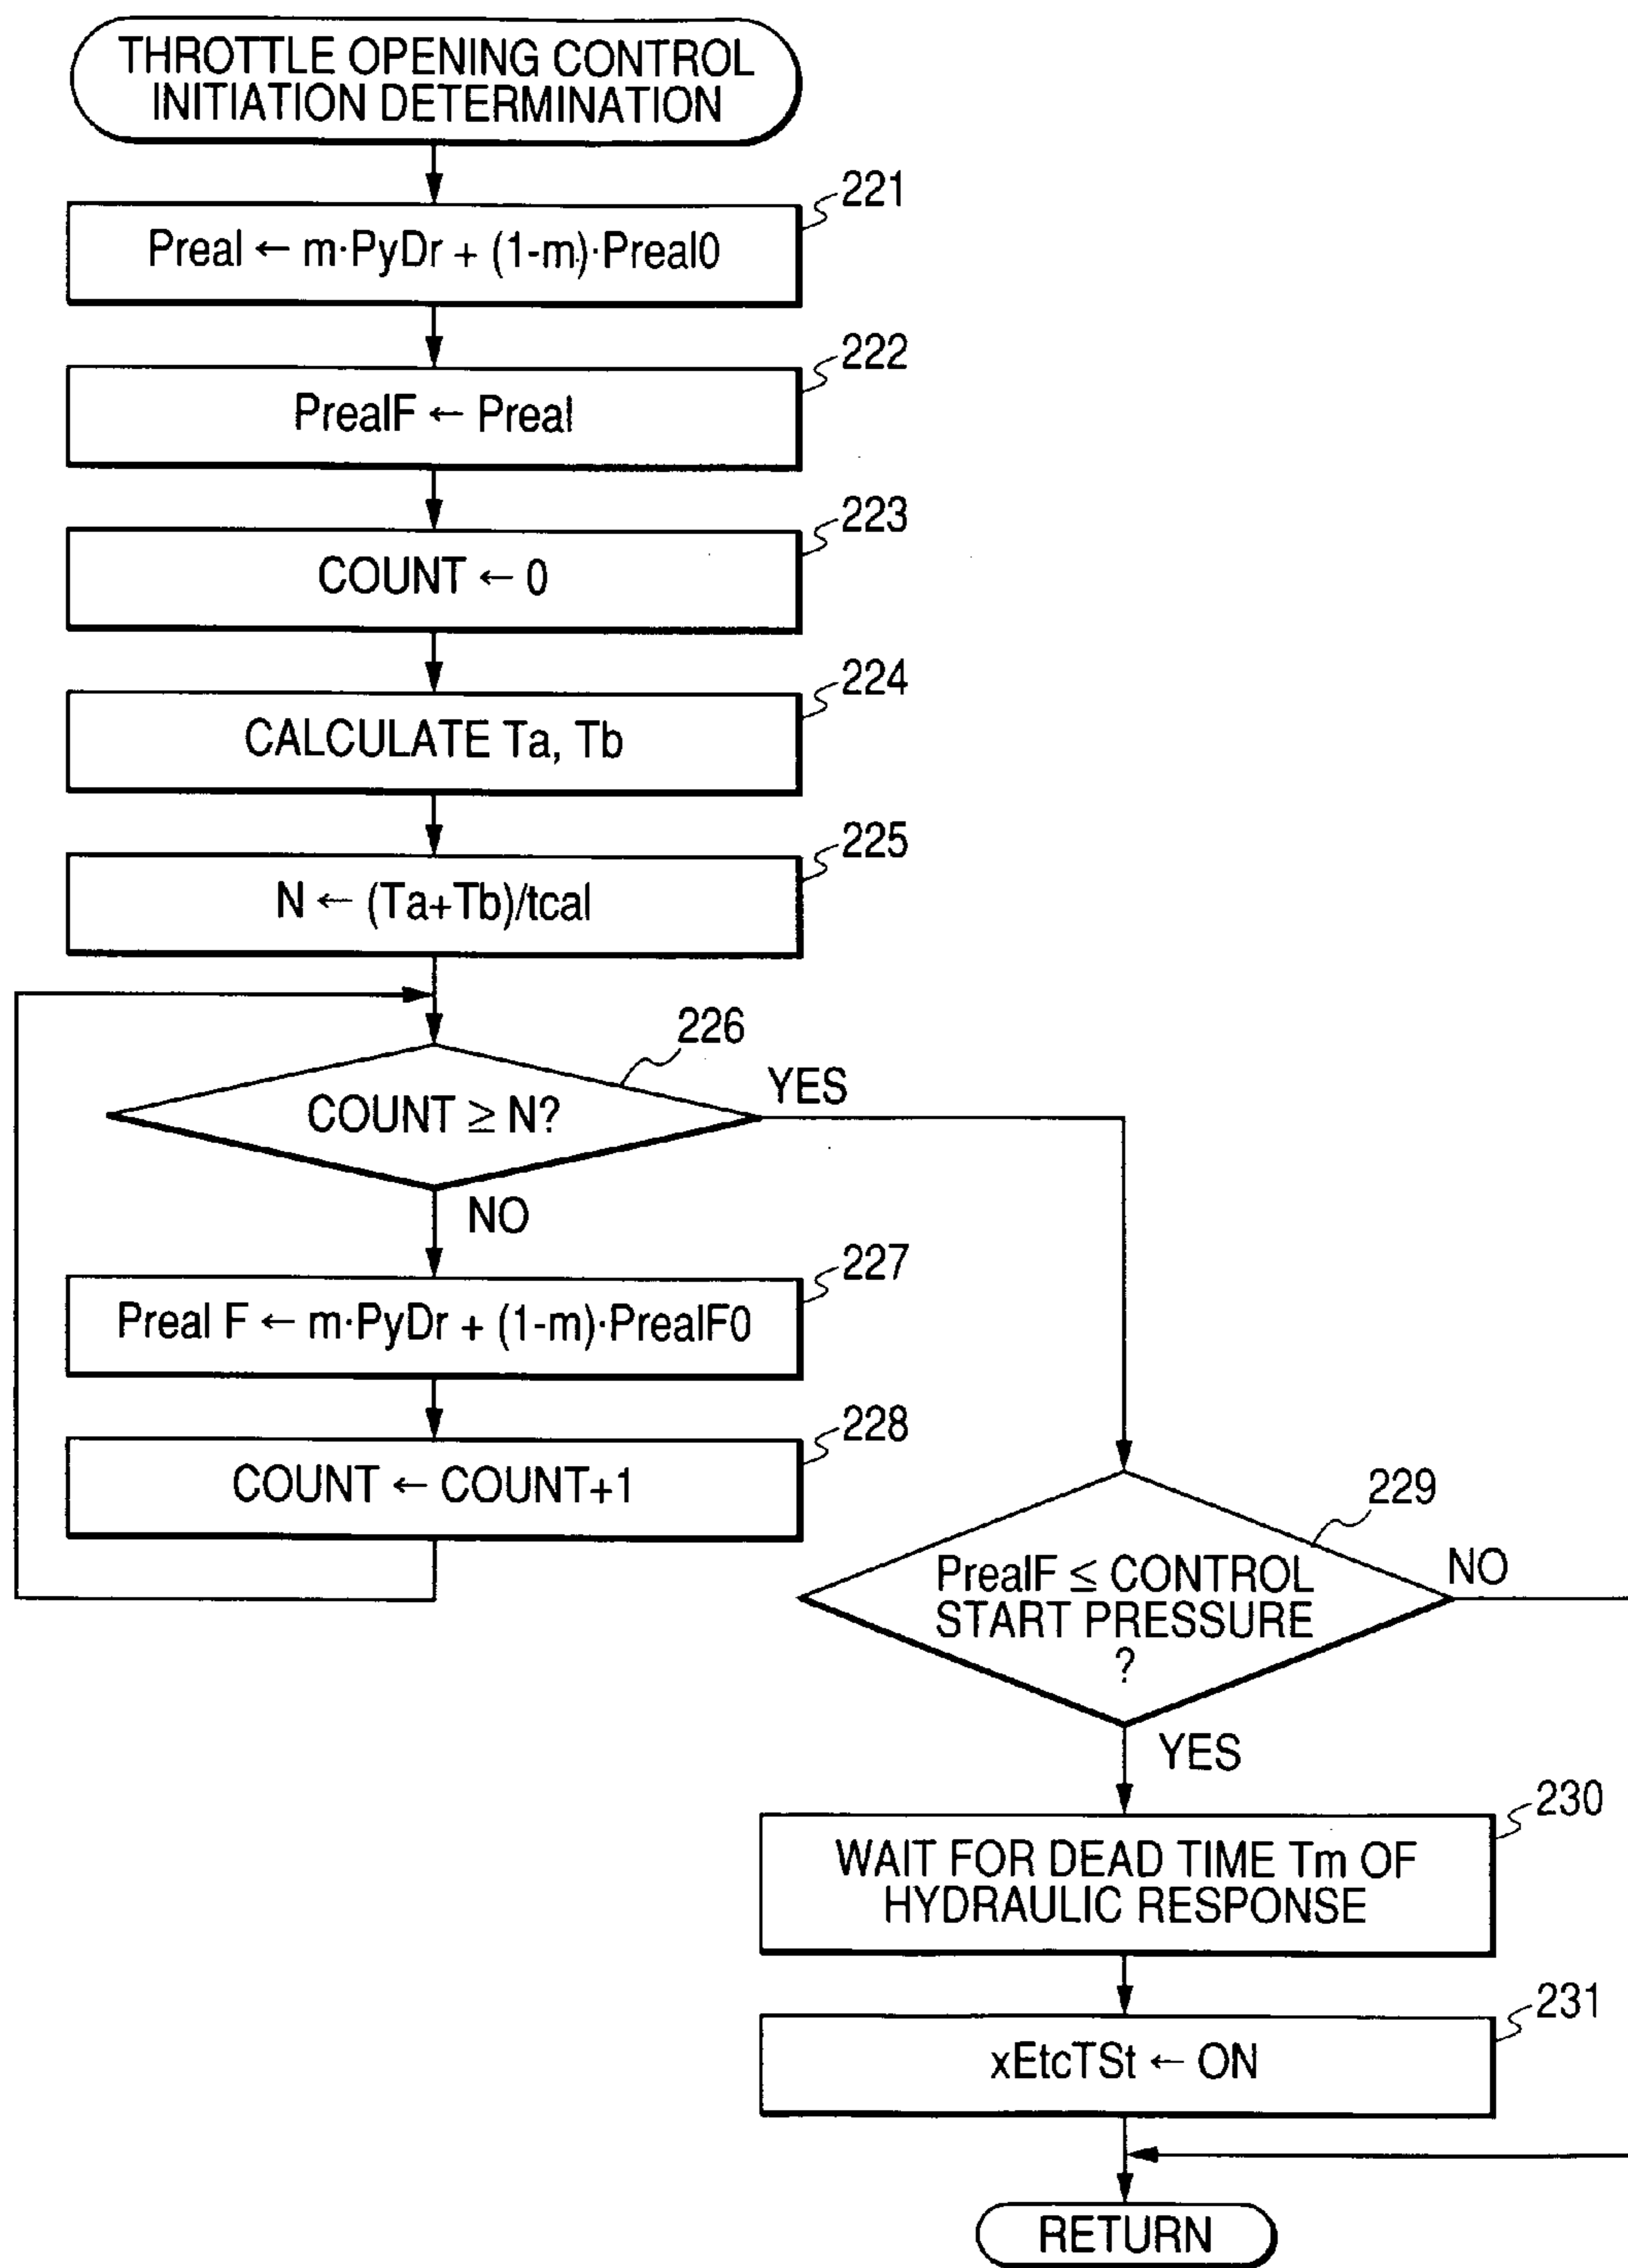 THROTTLE OPENING CONTROL
INITIATION DETERMINATION
221
Preal ← m·PyDr + (1-m)·Preal0
222
PrealF ← Preal
223
COUNT ← 0
224
CALCULATE Ta, Tb
225
N ← (Ta+Tb)/tcal
226
COUNT ≥ N?
YES
NO
227
Preal F ← m·PyDr + (1-m)·PrealF0
228
COUNT ← COUNT+1
229
PrealF ≤ CONTROL
START PRESSURE
?
NO
YES
230
WAIT FOR DEAD TIME Tm OF
HYDRAULIC RESPONSE
231
xEtcTSt ← ON
RETURN